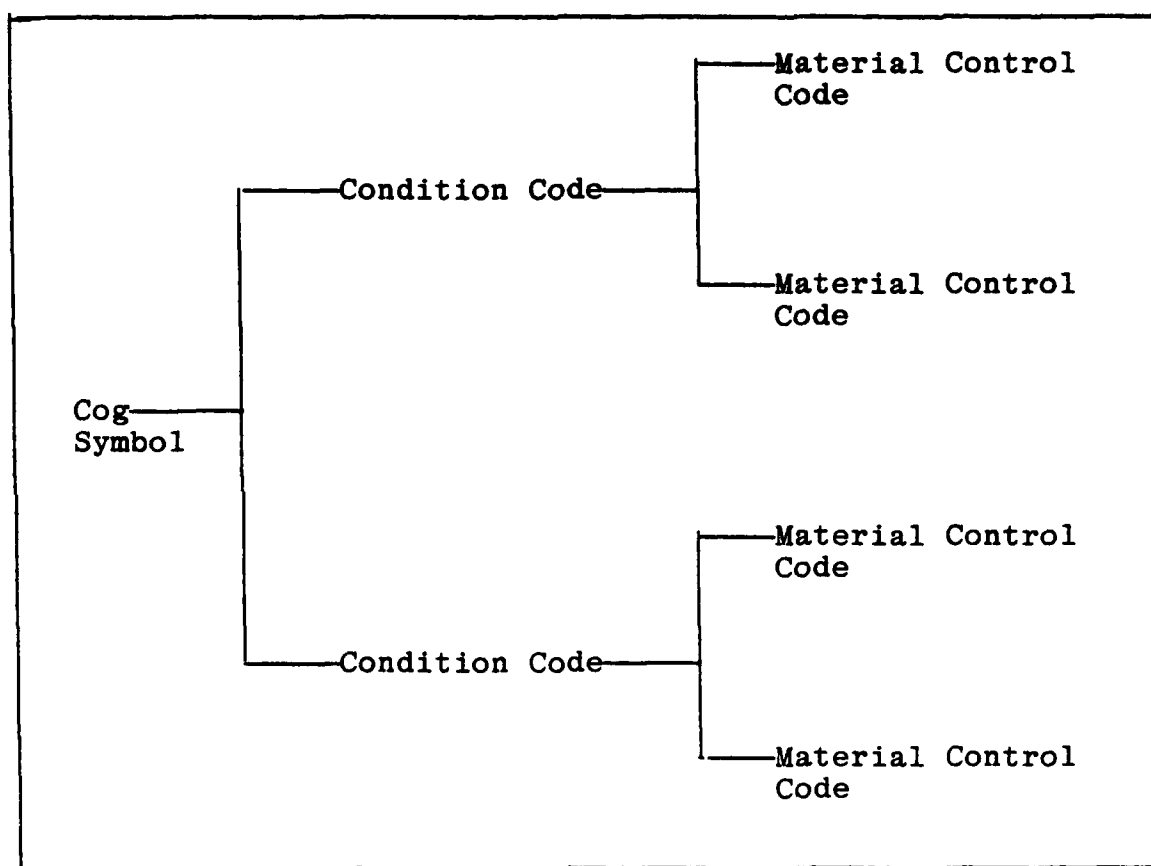 Material Control
Code
Condition Code
Material Control
Code
Cog
Symbol
Material Control
Code
Condition Code
Material Control
Code